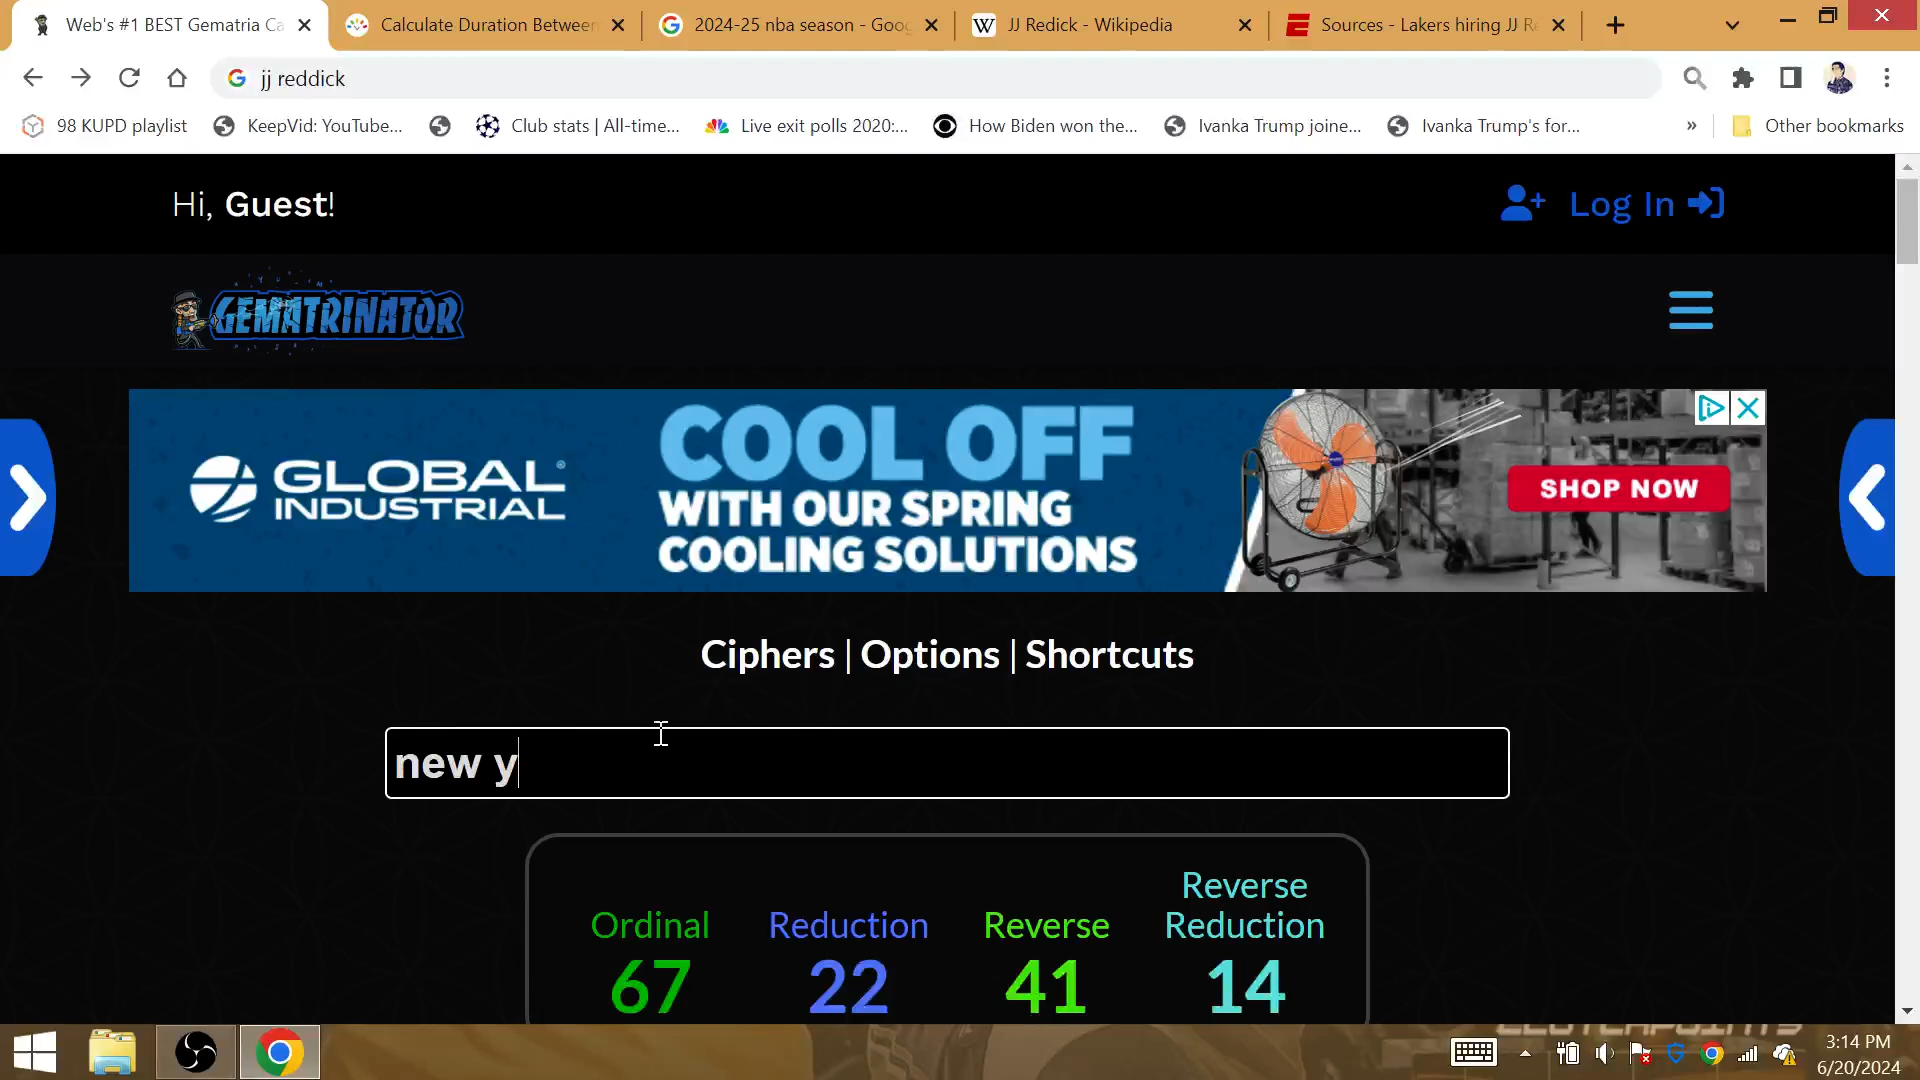 Web's #1 BEST Gematria Ca
Calculate Duration Between
2024-25 nba season - Goog
JJ Redick - Wikipedia
Sources - Lakers hiring JJ Re
jj reddick
98 KUPD playlist
KeepVid: YouTube...
Club stats | All-time...
Live exit polls 2020:...
How Biden won the...
Ivanka Trump joine...
Ivanka Trump's for...
»
Other bookmarks
Hi, Guest!
Log In
GEMATRINATOR
GLOBAL INDUSTRIAL®
COOL OFF
WITH OUR SPRING
COOLING SOLUTIONS
SHOP NOW
Ciphers | Options | Shortcuts
new y
Ordinal
67
Reduction
22
Reverse
41
Reverse
Reduction
14
3:14 PM
6/20/2024